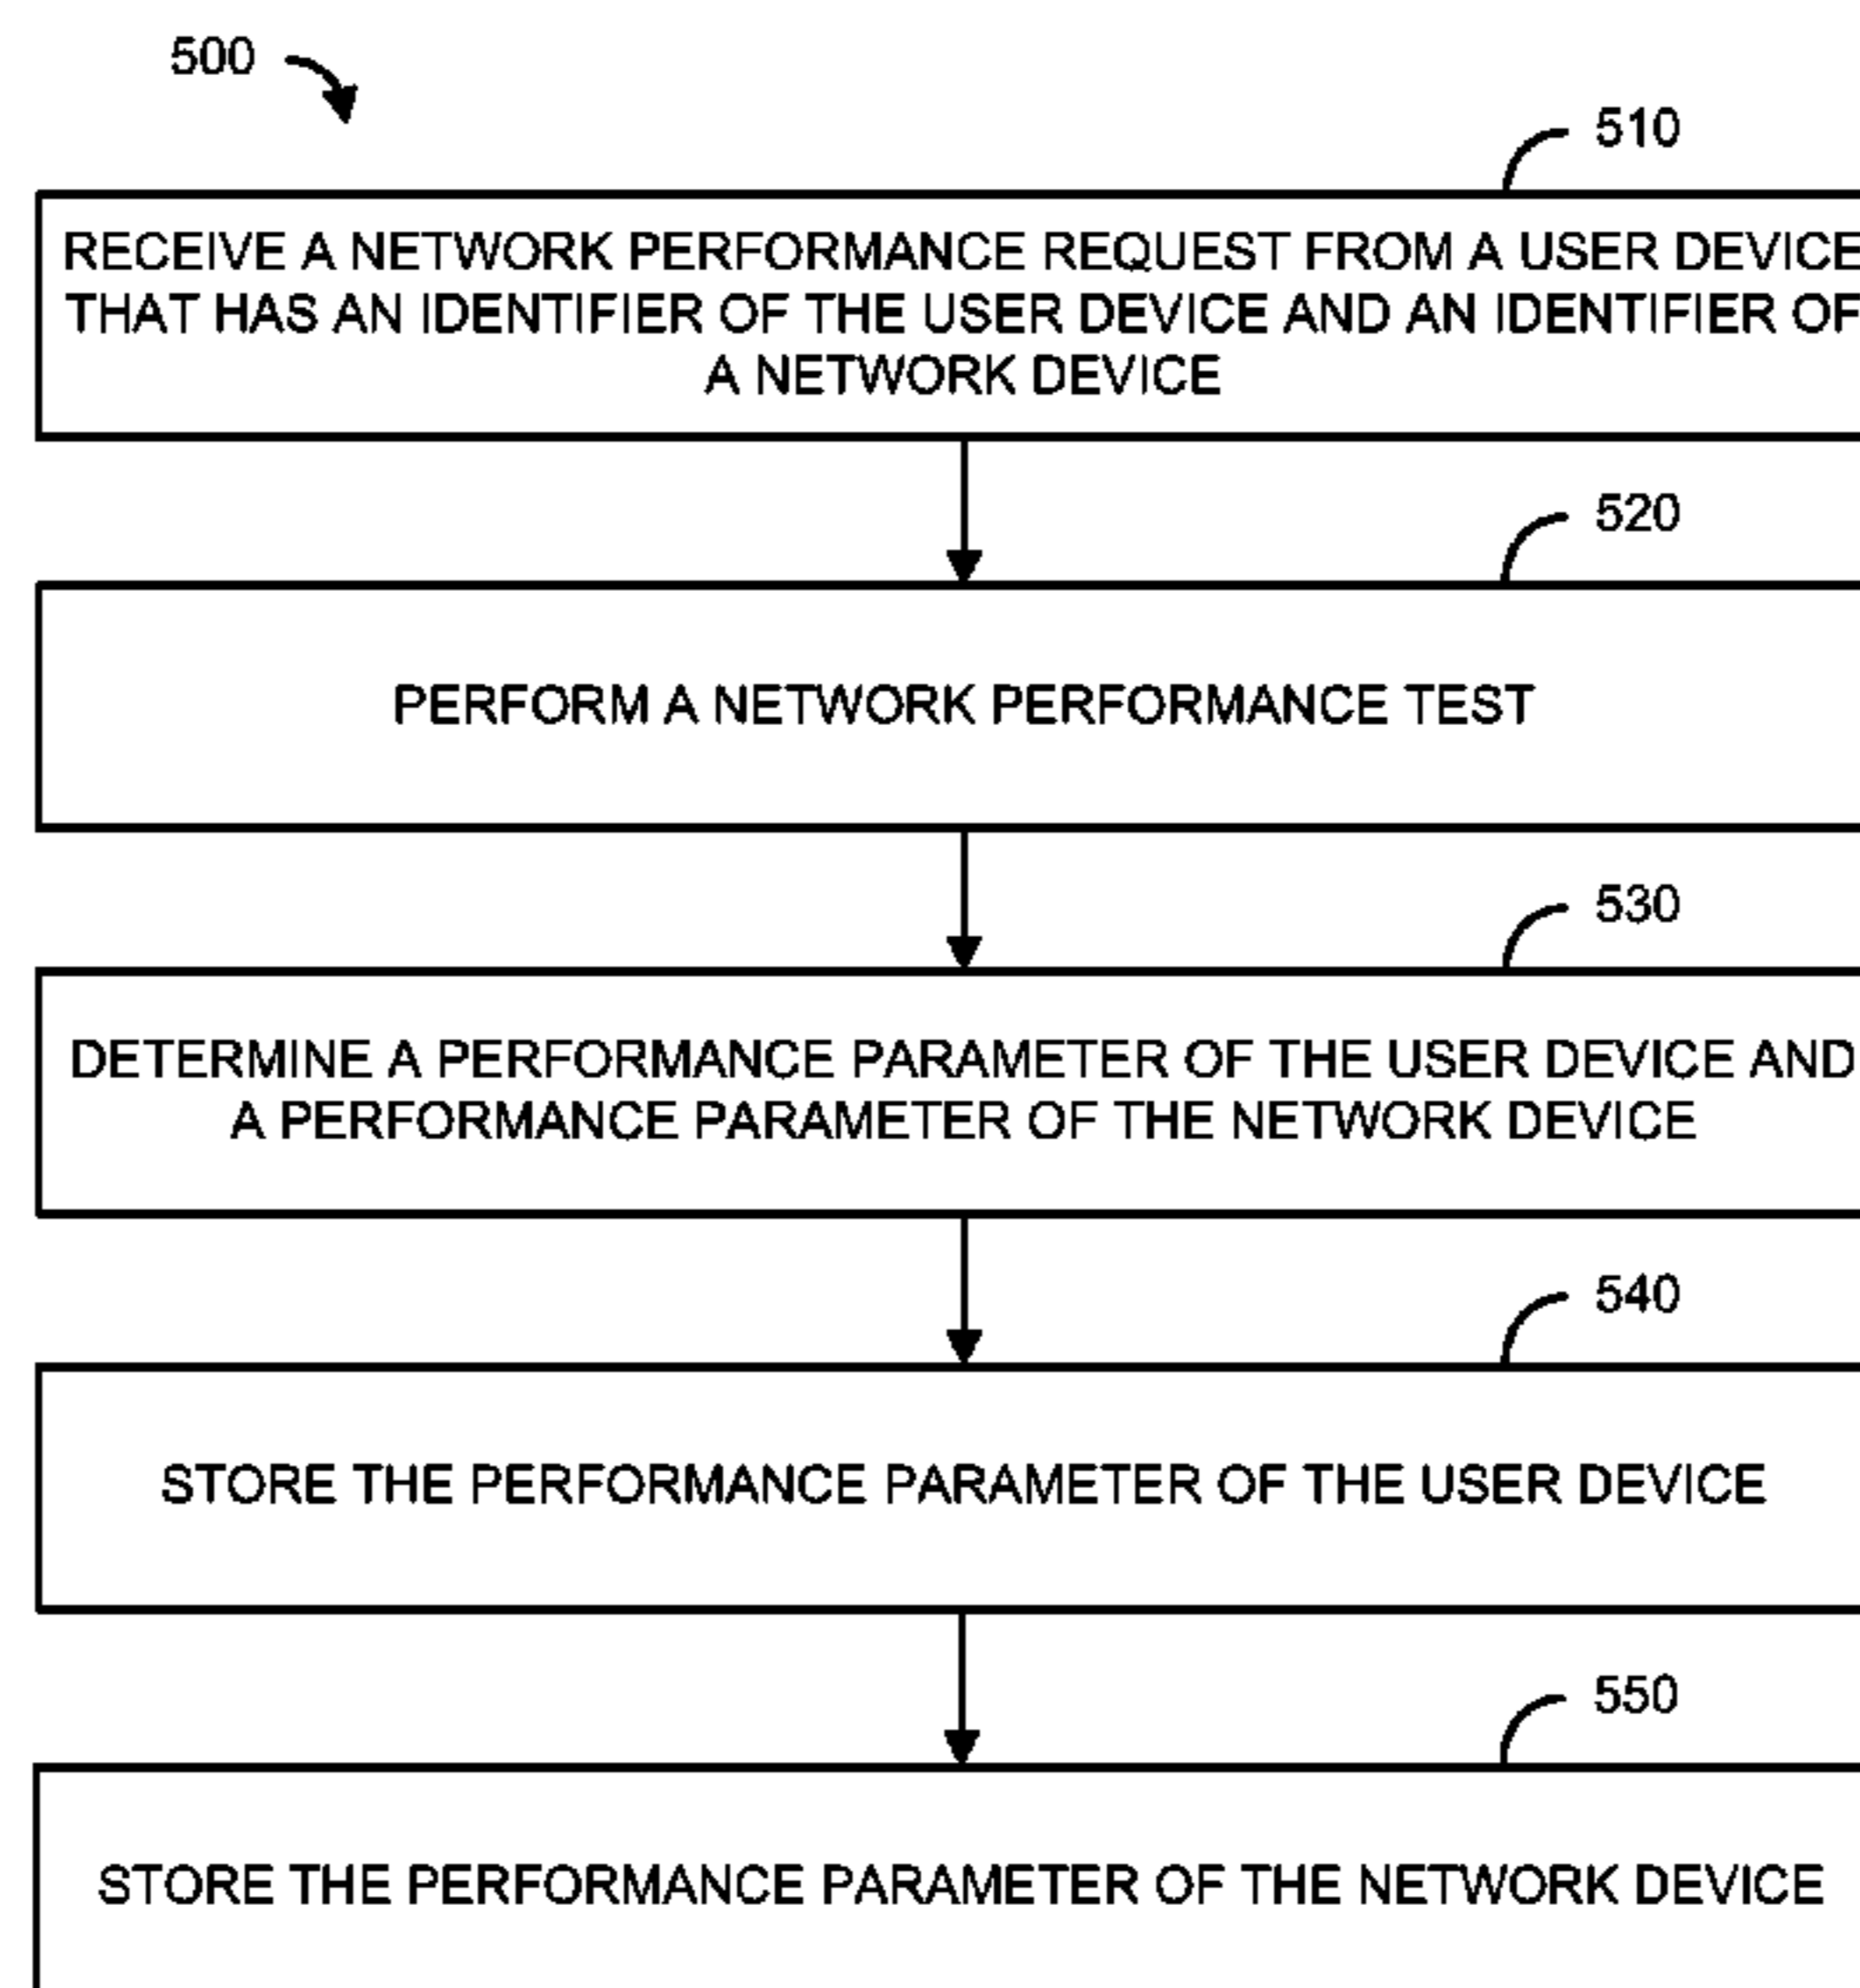 500
510
RECEIVE A NETWORK PERFORMANCE REQUEST FROM A USER DEVICE
THAT HAS AN IDENTIFIER OF THE USER DEVICE AND AN IDENTIFIER OF
A NETWORK DEVICE
520
PERFORM A NETWORK PERFORMANCE TEST
530
DETERMINE A PERFORMANCE PARAMETER OF THE USER DEVICE AND
A PERFORMANCE PARAMETER OF THE NETWORK DEVICE
540
STORE THE PERFORMANCE PARAMETER OF THE USER DEVICE
550
STORE THE PERFORMANCE PARAMETER OF THE NETWORK DEVICE